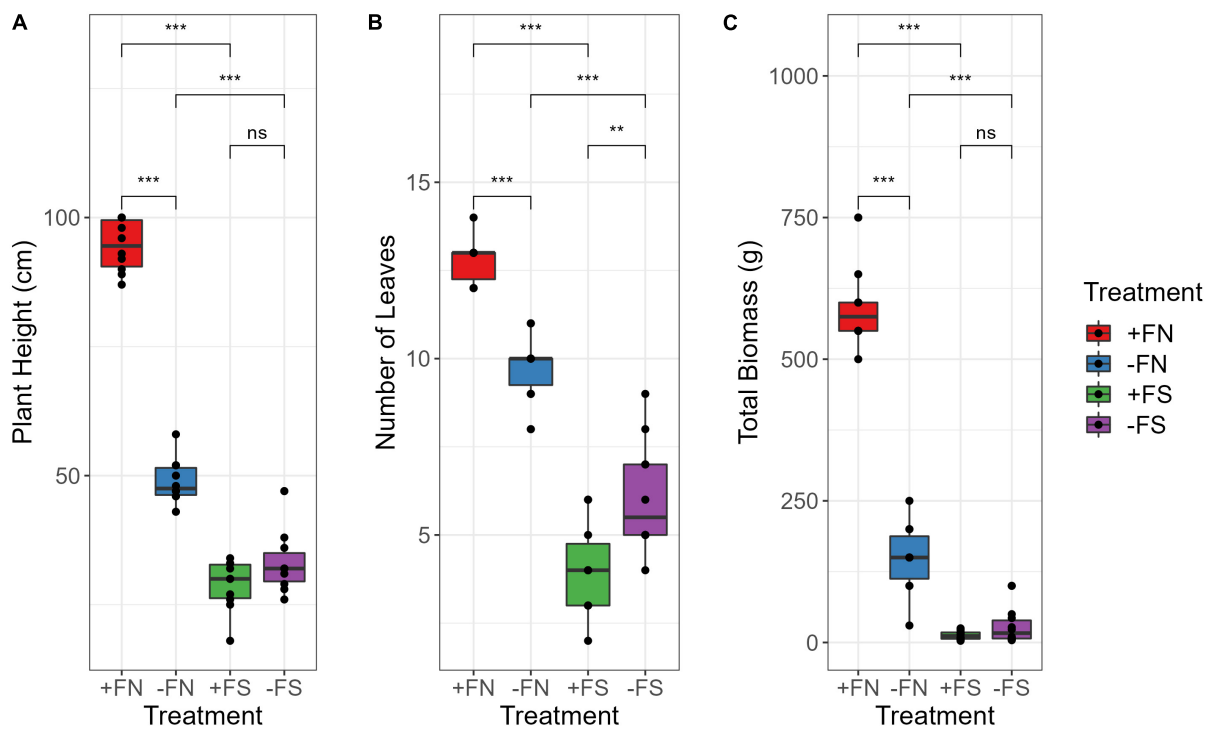 A
Plant Height (cm)
100
50
***
***
ns
***
+FN -FN +FS -FS
Treatment
B
Number of Leaves
15
10
5
***
***
**
***
+FN -FN +FS -FS
Treatment
C
Total Biomass (g)
1000
750
500
250
0
***
***
ns
***
+FN -FN +FS -FS
Treatment
Treatment
+FN
-FN
+FS
-FS